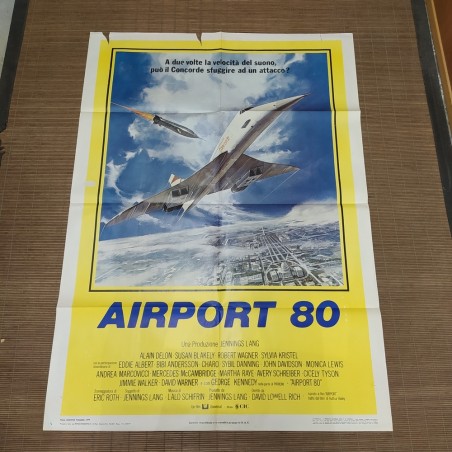 A due volte la velocità del suono,
può il Concorde sfuggire ad un attacco?
AIRPORT 80
Una Produzione JENNINGS LANG
ALAIN DELON SUSAN BLAKELY ROBERT WAGNER SYLVIA KRISTEL
EDDIE ALBERT BIBI ANDERSSON CHARO SYBIL DANNING JOHN DAVIDSON MONICA LEWIS
ANDREA MARCOVICCI MERCEDES McCAMBRIDGE MARTHA RAYE AVERY SCHREIBER CICELY TYSON
JIMMIE WALKER DAVID WARNER GEORGE KENNEDY "AIRPORT 80"
ERIC ROTH JENNINGS LANG LALO SCHIFRIN JENNINGS LANG DAVID LOWELL RICH